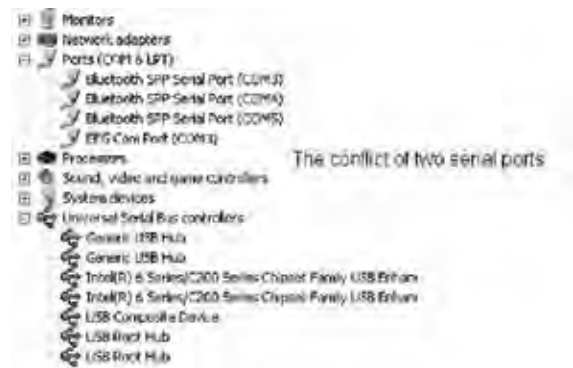 Monitors
Network adapters
Ports (COM & LPT)
Bluetooth SPP Serial Port (COM3)
Bluetooth SPP Serial Port (COM4)
Bluetooth SPP Serial Port (COM5)
Com Port (COM3)
Processors
The conflict of two serial ports
Sound, video and game controllers
System devices
Universal Serial Bus controllers
Generic USB Hub
Generic USB Hub
Intel(R) 6 Series/C200 Series Chipset Family USB Enhanc
Intel(R) 6 Series/C200 Series Chipset Family USB Enhanc
USB Composite Device
USB Root Hub
USB Root Hub